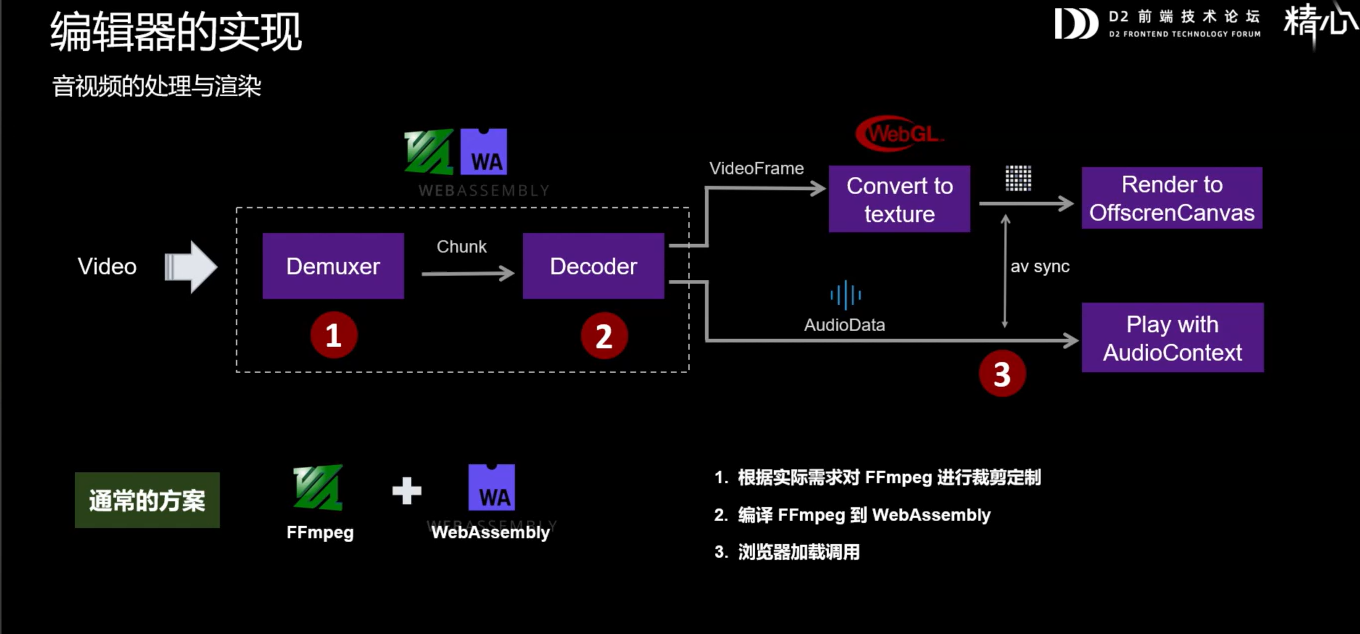 编辑器的实现
D2 前端技术论坛
D2 FRONTEND TECHNOLOGY FORUM
精心
音视频的处理与渲染
WebGL
WA
WEBASSEMBLY
VideoFrame
Convert to
texture
Render to
OffscrenCanvas
Video
Demuxer
Chunk
Decoder
av sync
1
2
AudioData
Play with
AudioContext
3
通常的方案
FFmpeg
WA
WEBASSEMBLY
WebAssembly
1. 根据实际需求对 FFmpeg 进行裁剪定制
2. 编译 FFmpeg 到 WebAssembly
3. 浏览器加载调用